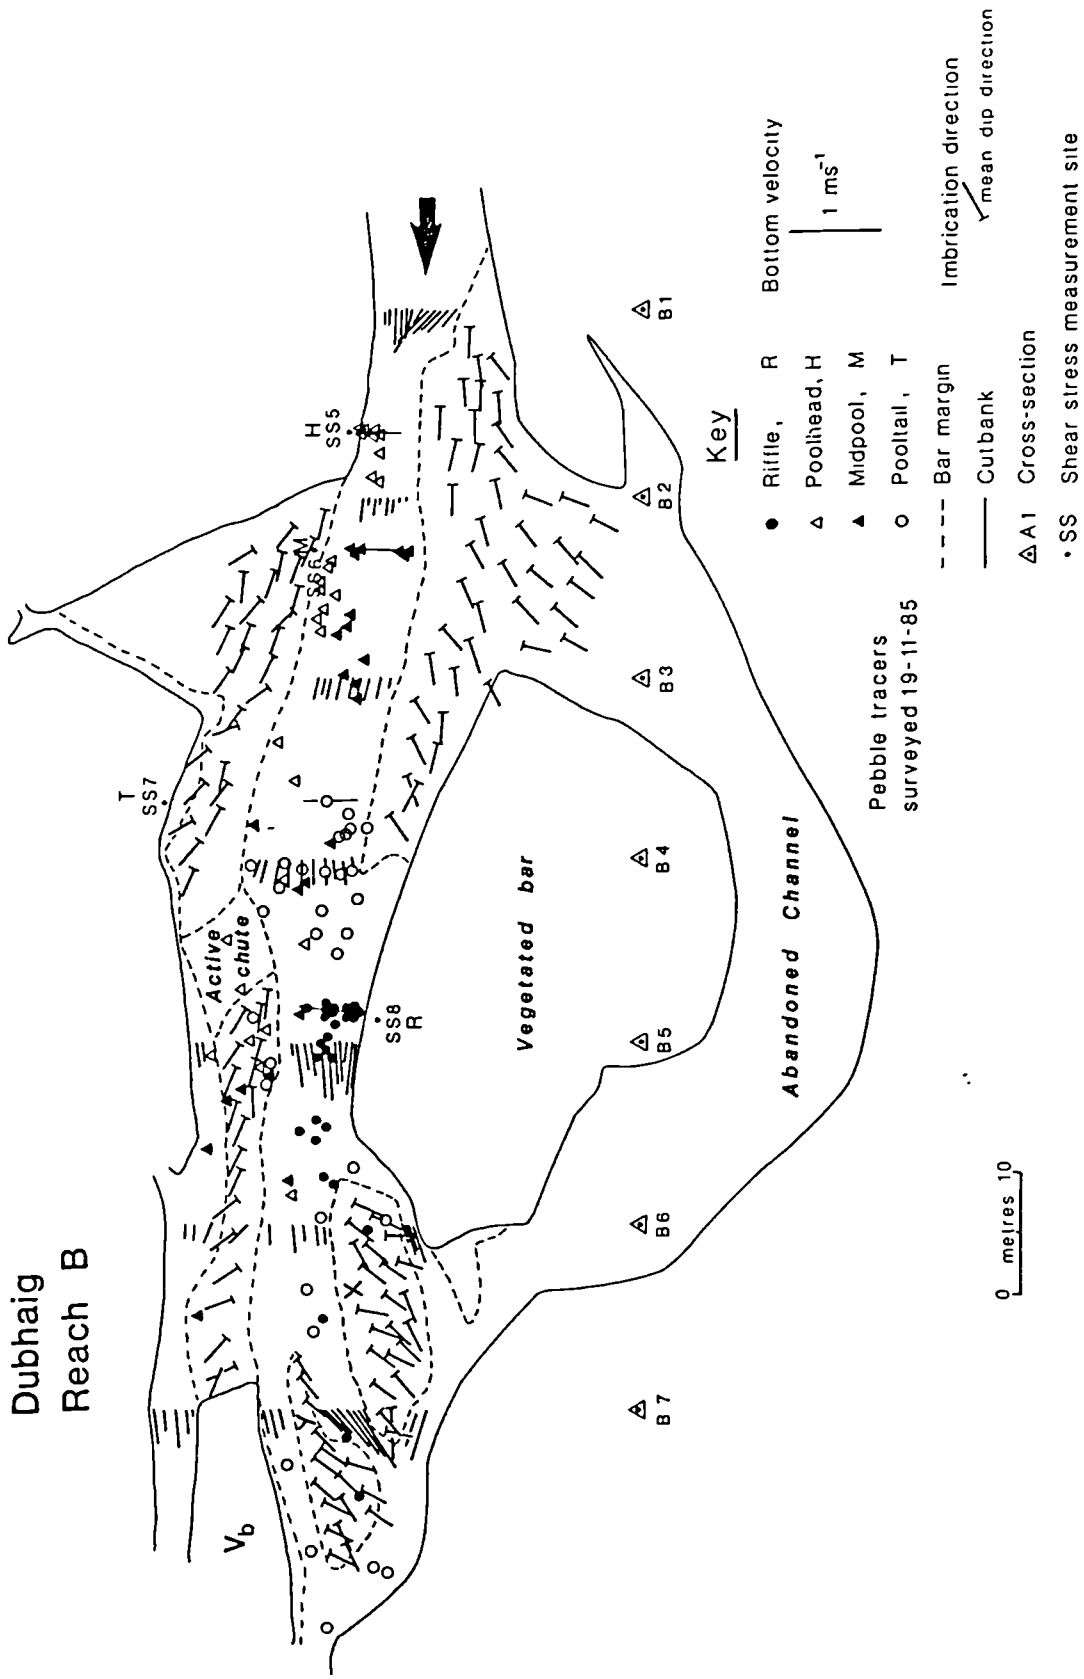 Dubhaig
Reach B
T
SS7
M
SS6
H
SS5
Active
chute
SS8
R
Vb
Vegetated bar
Abandoned Channel
B7
B6
B5
B4
B3
B2
B1
0 metres 10
Pebble tracers
surveyed 19-11-85
Key
Riffle, R
Poolhead, H
Midpool, M
Pooltail, T
Bar margin
Cutbank
A1 Cross-section
SS Shear stress measurement site
Bottom velocity
1 ms⁻¹
Imbrication direction
mean dip direction